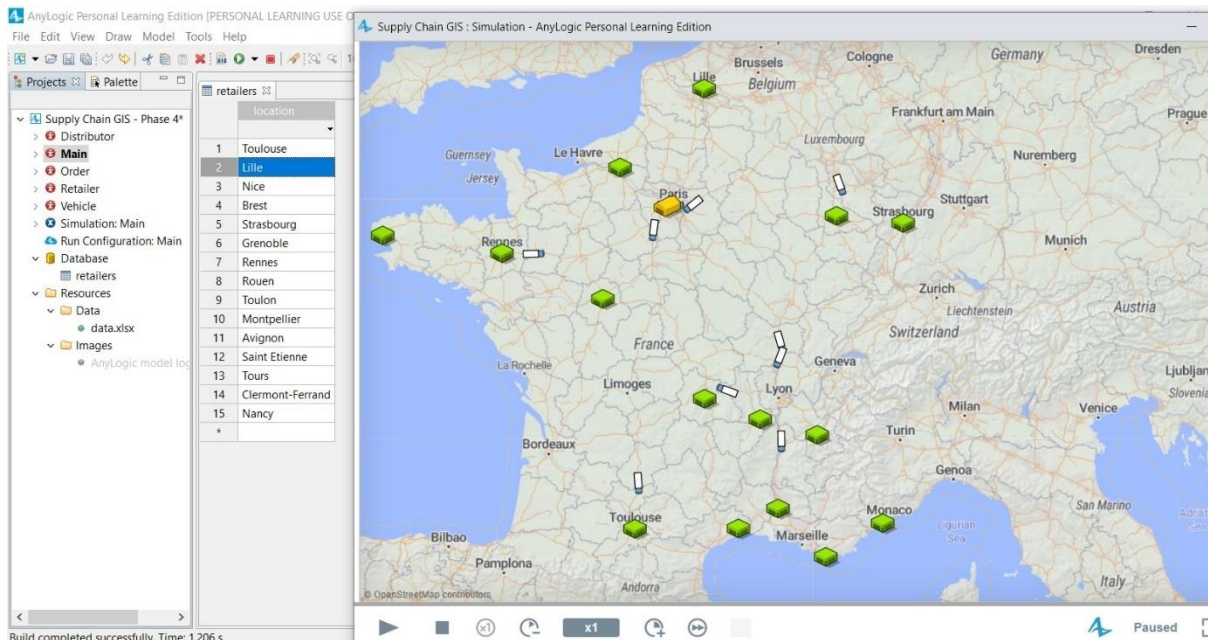 AnyLogic Personal Learning Edition [PERSONAL LEARNING USE O
File Edit View Draw Model Tools Help
Projects Palette
Supply Chain GIS - Phase 4*
Distributor
Main
Order
Retailer
Vehicle
Simulation: Main
Run Configuration: Main
Database
retailers
Resources
Data
data.xlsx
Images
AnyLogic model log
Build completed successfully. Time: 1.206 s
retailers
location
1 Toulouse
2 Lille
3 Nice
4 Brest
5 Strasbourg
6 Grenoble
7 Rennes
8 Rouen
9 Toulon
10 Montpellier
11 Avignon
12 Saint Etienne
13 Tours
14 Clermont-Ferrand
15 Nancy
*
Supply Chain GIS : Simulation - AnyLogic Personal Learning Edition
Lille
Brussels
Belgium
Cologne
Germany
Dresden
Frankfurt am Main
Prague
Guernsey
Jersey
Le Havre
Luxembourg
Nuremberg
Paris
Strasbourg
Stuttgart
Rennes
Munich
Zurich
Liechtenstein
Austria
France
Switzerland
La Rochelle
Limoges
Geneva
Lyon
Ljubljan
Slovenia
Milan
Venice
Bordeaux
Turin
Genoa
Toulouse
Monaco
San Marino
Marseille
Ligurian
Sea
Adria
Sea
Bilbao
Pamplona
Andorra
Italy
© OpenStreetMap contributors
x1
x1
Paused